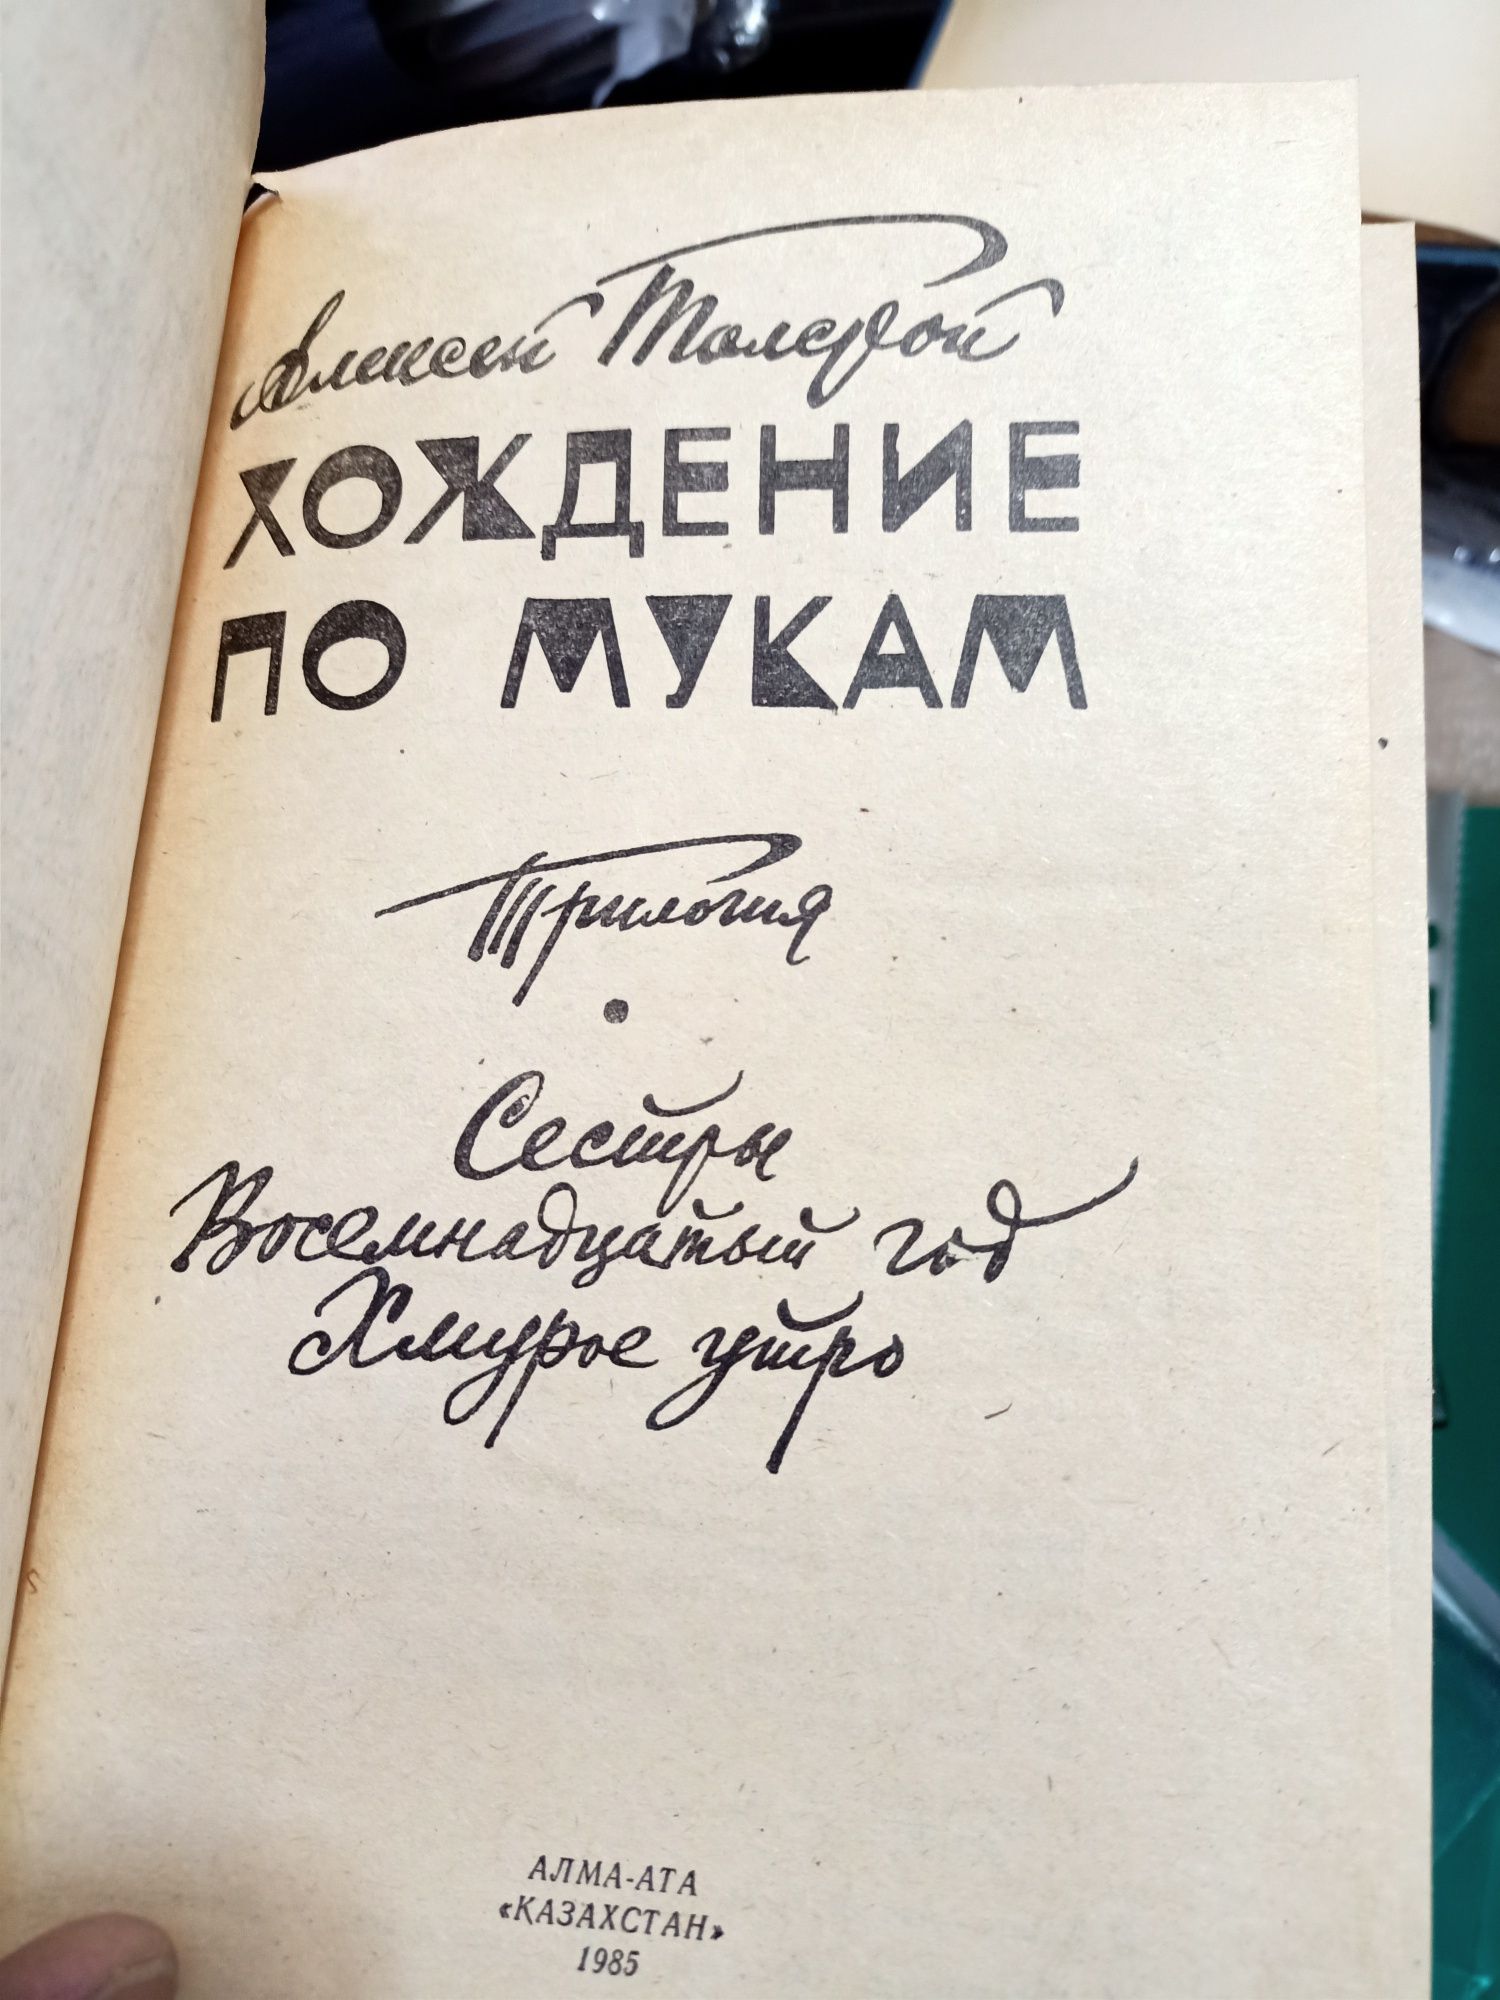 Алексей Толстой
ХОЖДЕНИЕ
ПО МУКАМ
Трилогия
Сестры
Восемнадцатый год
Хмурое утро
АЛМА-АТА
«КАЗАХСТАН»
1985